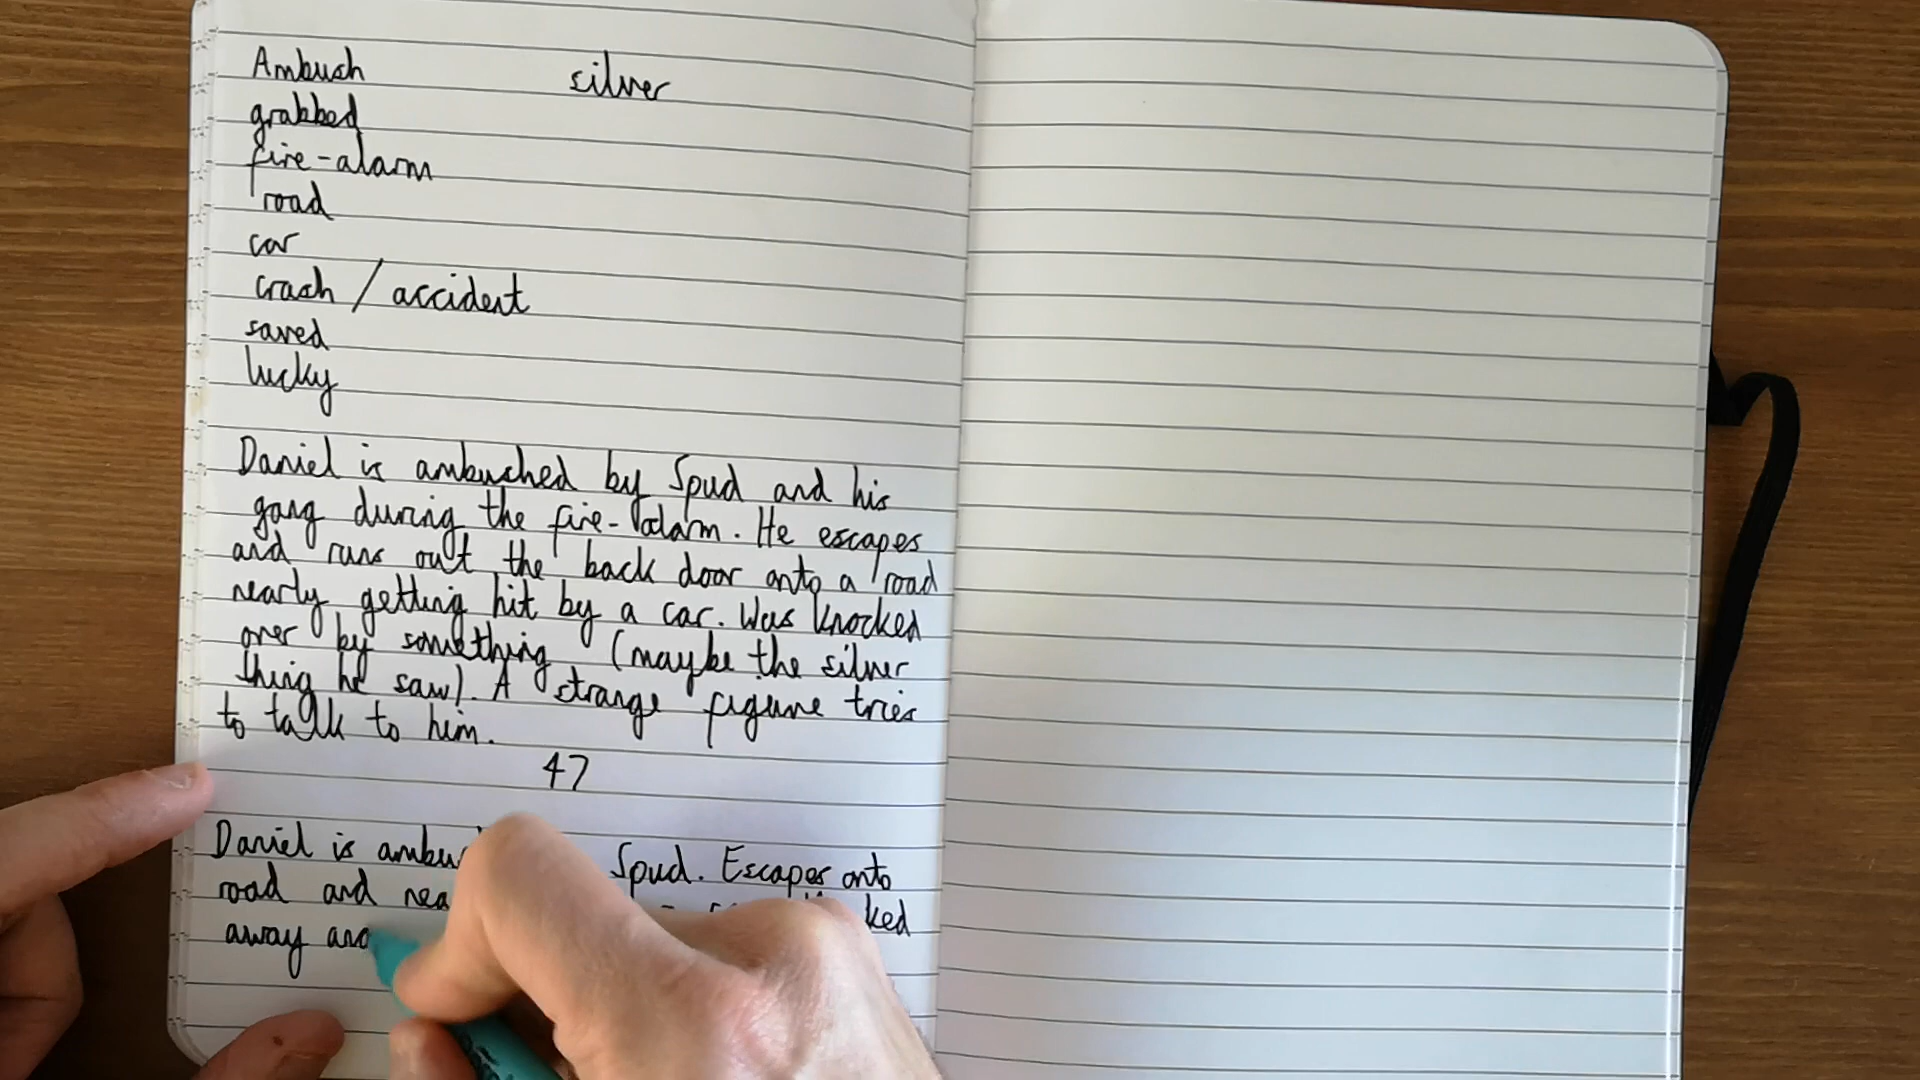 Ambush silver
grabbed
fire-alarm
road
car
crash / accident
saved
lucky
Daniel is ambushed by Spud and his
gang during the fire-alarm. He escapes
and runs out the back door onto a road
nearly getting hit by a car. Was knocked
over by something (maybe the silver
thing he saw). A strange figure tries
to talk to him.
47
Daniel is Spud. Escapes onto
road and
away